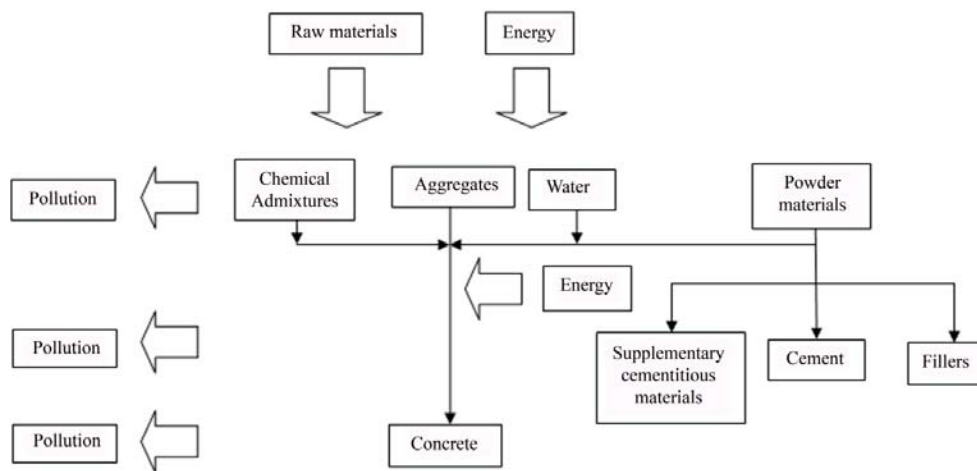 Raw materials
Energy
Pollution
Chemical
Admixtures
Aggregates
Water
Powder
materials
Energy
Pollution
Supplementary
cementitious
materials
Cement
Fillers
Pollution
Concrete